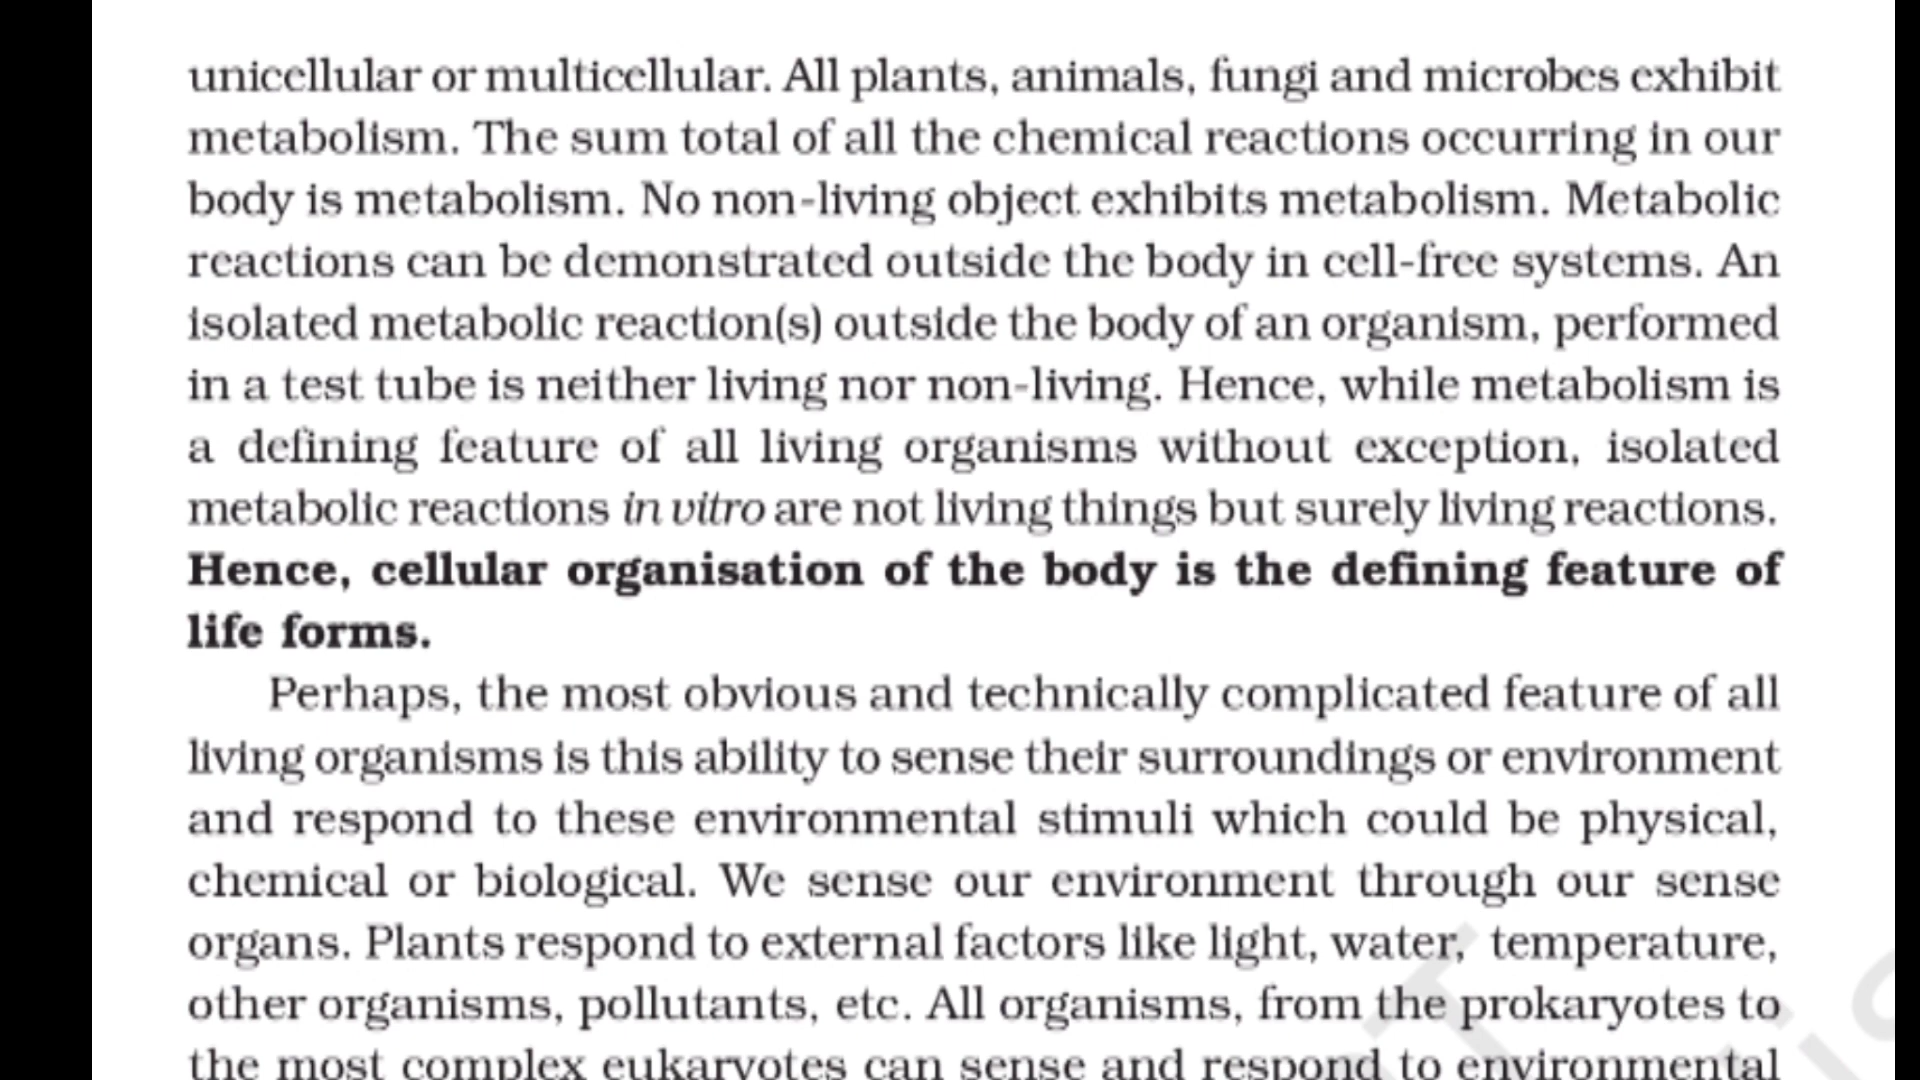 unicellular or multicellular. All plants, animals, fungi and microbes exhibit
metabolism. The sum total of all the chemical reactions occurring in our
body is metabolism. No non-living object exhibits metabolism. Metabolic
reactions can be demonstrated outside the body in cell-free systems. An
isolated metabolic reaction(s) outside the body of an organism, performed
in a test tube is neither living nor non-living. Hence, while metabolism is
a defining feature of all living organisms without exception, isolated
metabolic reactions in vitro are not living things but surely living reactions.
Hence, cellular organisation of the body is the defining feature of
life forms.
Perhaps, the most obvious and technically complicated feature of all
living organisms is this ability to sense their surroundings or environment
and respond to these environmental stimuli which could be physical,
chemical or biological. We sense our environment through our sense
organs. Plants respond to external factors like light, water, temperature,
other organisms, pollutants, etc. All organisms, from the prokaryotes to
the most complex eukaryotes can sense and respond to environmental